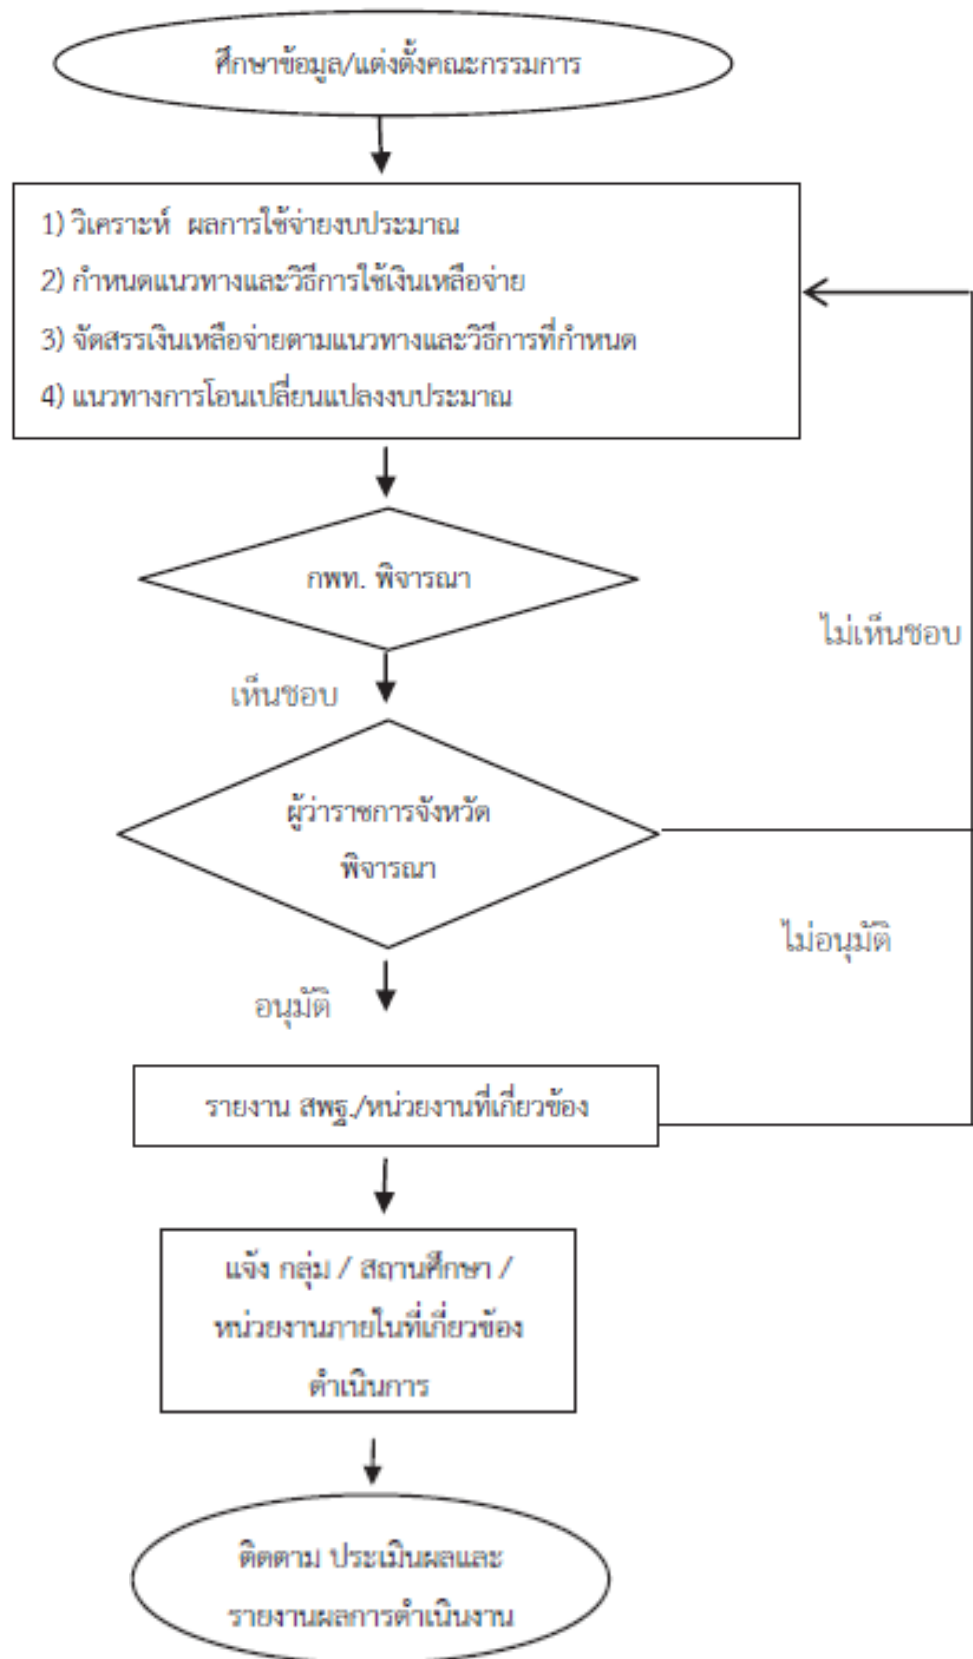 ศึกษาข้อมูล/แต่งตั้งคณะกรรมการ
1) วิเคราะห์ ผลการใช้จ่ายงบประมาณ
2) กำหนดแนวทางและวิธีการใช้เงินเหลือจ่าย
3) จัดสรรเงินเหลือจ่ายตามแนวทางและวิธีการที่กำหนด
4) แนวทางการโอนเปลี่ยนแปลงงบประมาณ
กพท. พิจารณา
ไม่เห็นชอบ
เห็นชอบ
ผู้ว่าราชการจังหวัด
พิจารณา
ไม่อนุมัติ
อนุมัติ
รายงาน สพฐ./หน่วยงานที่เกี่ยวข้อง
แจ้ง กลุ่ม / สถานศึกษา /
หน่วยงานภายในที่เกี่ยวข้อง
ดำเนินการ
ติดตาม ประเมินผลและ
รายงานผลการดำเนินงาน